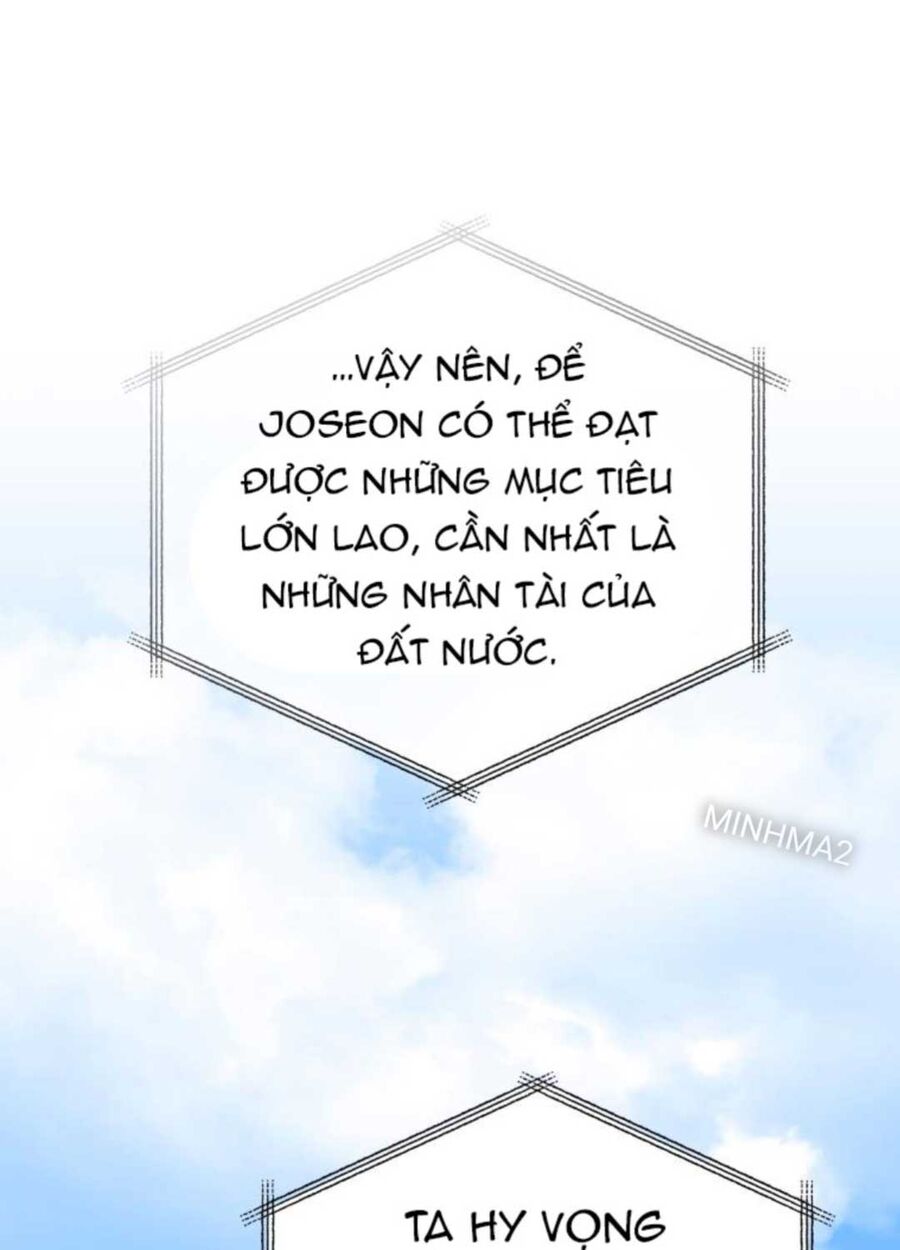 ...VẬY NÊN, ĐỂ
JOSEON CÓ THỂ ĐẠT
ĐƯỢC NHỮNG MỤC TIÊU
LỚN LAO, CẦN NHẤT LÀ
NHỮNG NHÂN TÀI CỦA
ĐẤT NƯỚC.
MINHMA2
TA HY VỌNG